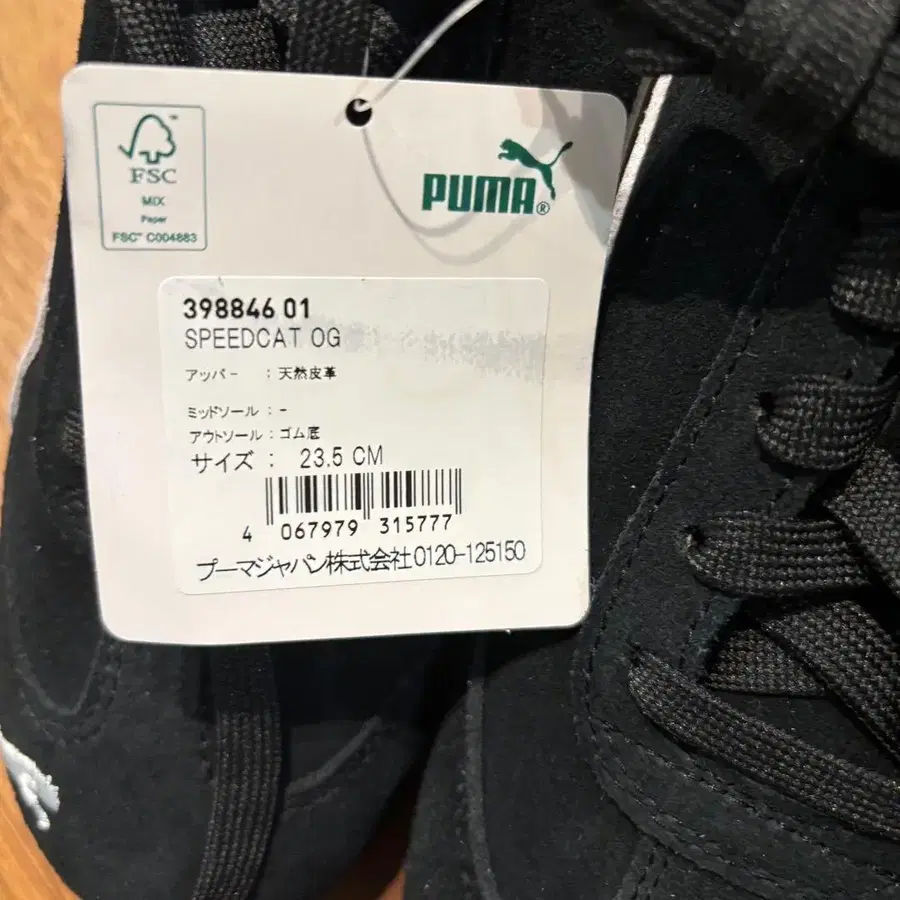 FSC
MIX
Paper
FSC™ C004883
PUMA®
398846 01
SPEEDCAT OG
アッパー : 天然皮革
ミッドソール : -
アウトソール : ゴム底
サイズ : 23.5 CM
4 067979 315777
プーマジャパン株式会社0120-125150